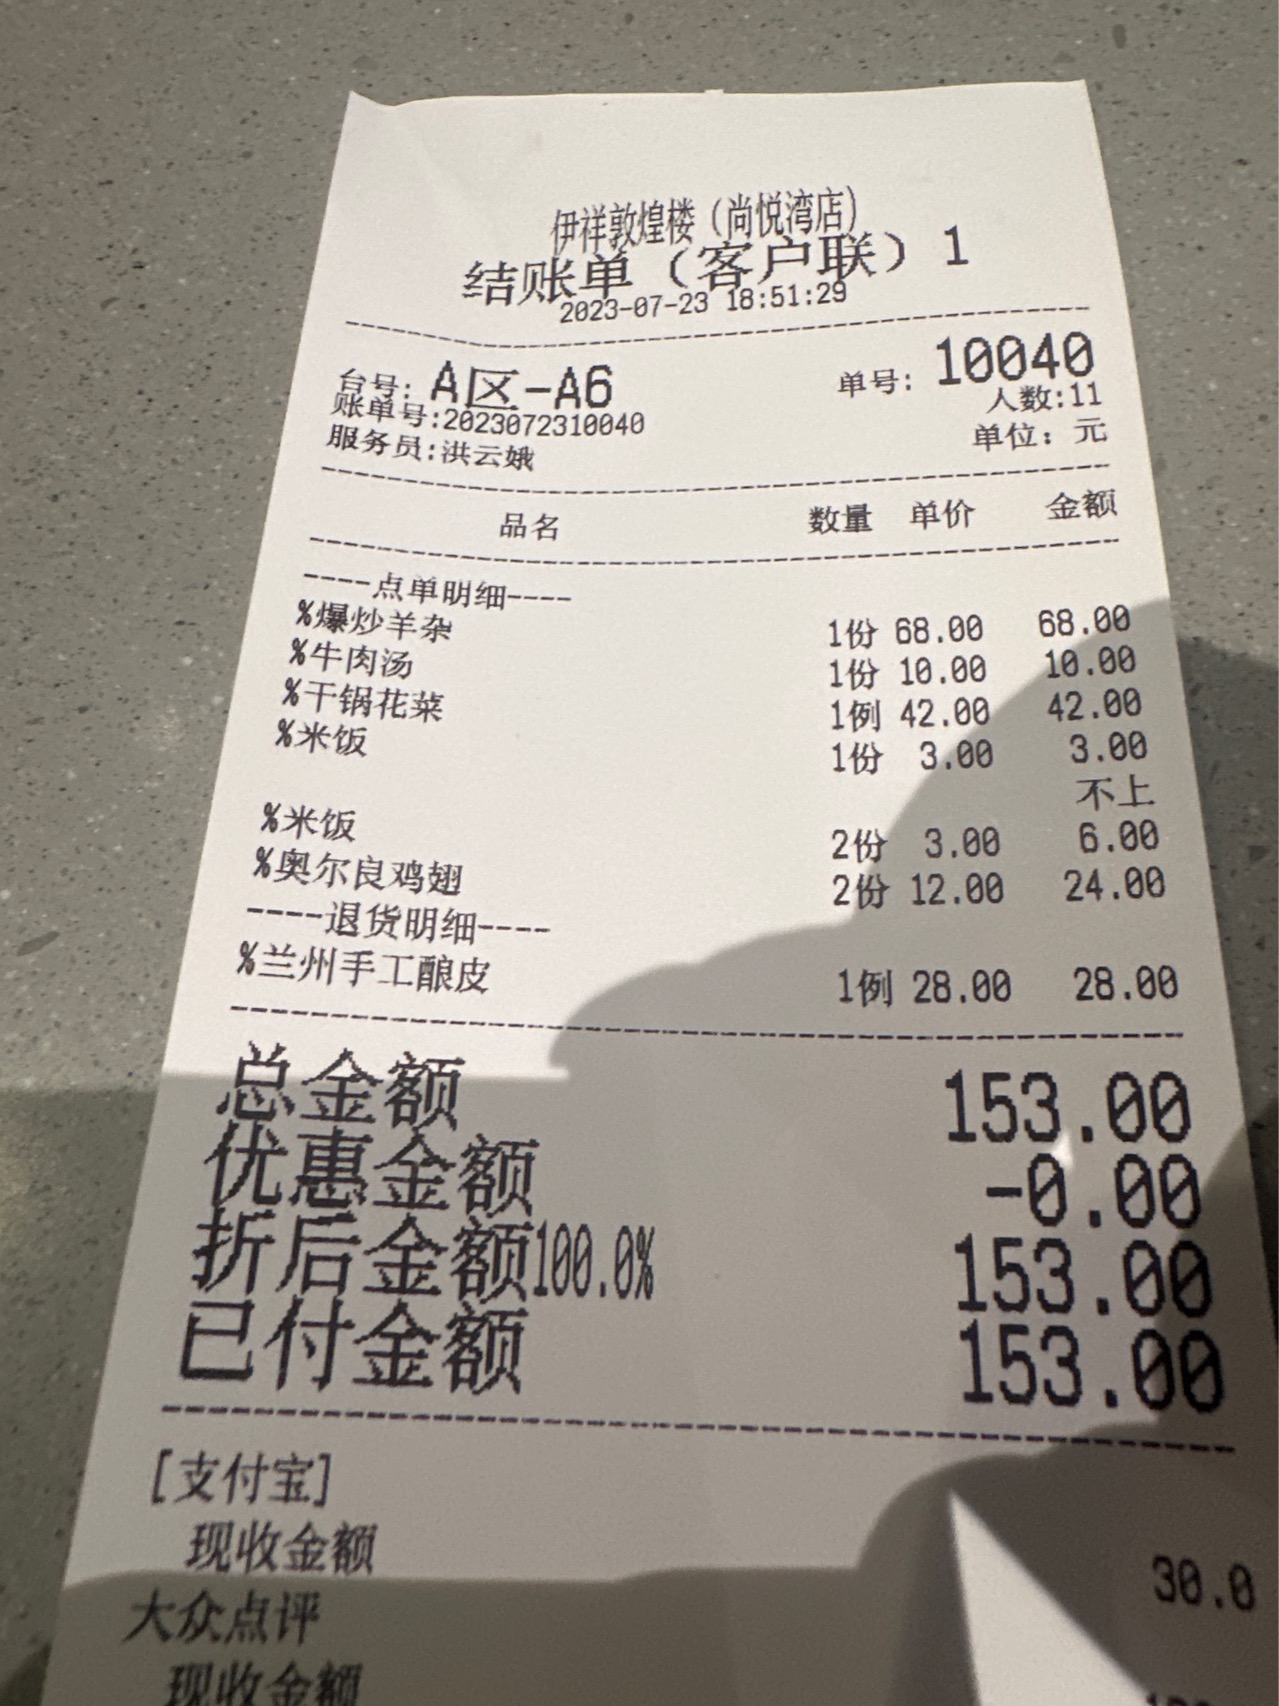 伊祥敦煌楼（尚悦湾店）
结账单（客户联）1
2023-07-23 18:51:29
台号: A区-A6 单号: 10040
账单号:2023072310040 人数:11
服务员:洪云娥 单位: 元
品名 数量 单价 金额
----点单明细----
%爆炒羊杂 1份 68.00 68.00
%牛肉汤 1份 10.00 10.00
%干锅花菜 1例 42.00 42.00
%米饭 1份 3.00 3.00
不上
%米饭 2份 3.00 6.00
%奥尔良鸡翅 2份 12.00 24.00
----退货明细----
%兰州手工酿皮 1例 28.00 28.00
总金额 153.00
优惠金额 -0.00
折后金额100.0% 153.00
已付金额 153.00
[支付宝]
现收金额 30.0
大众点评
现收金额